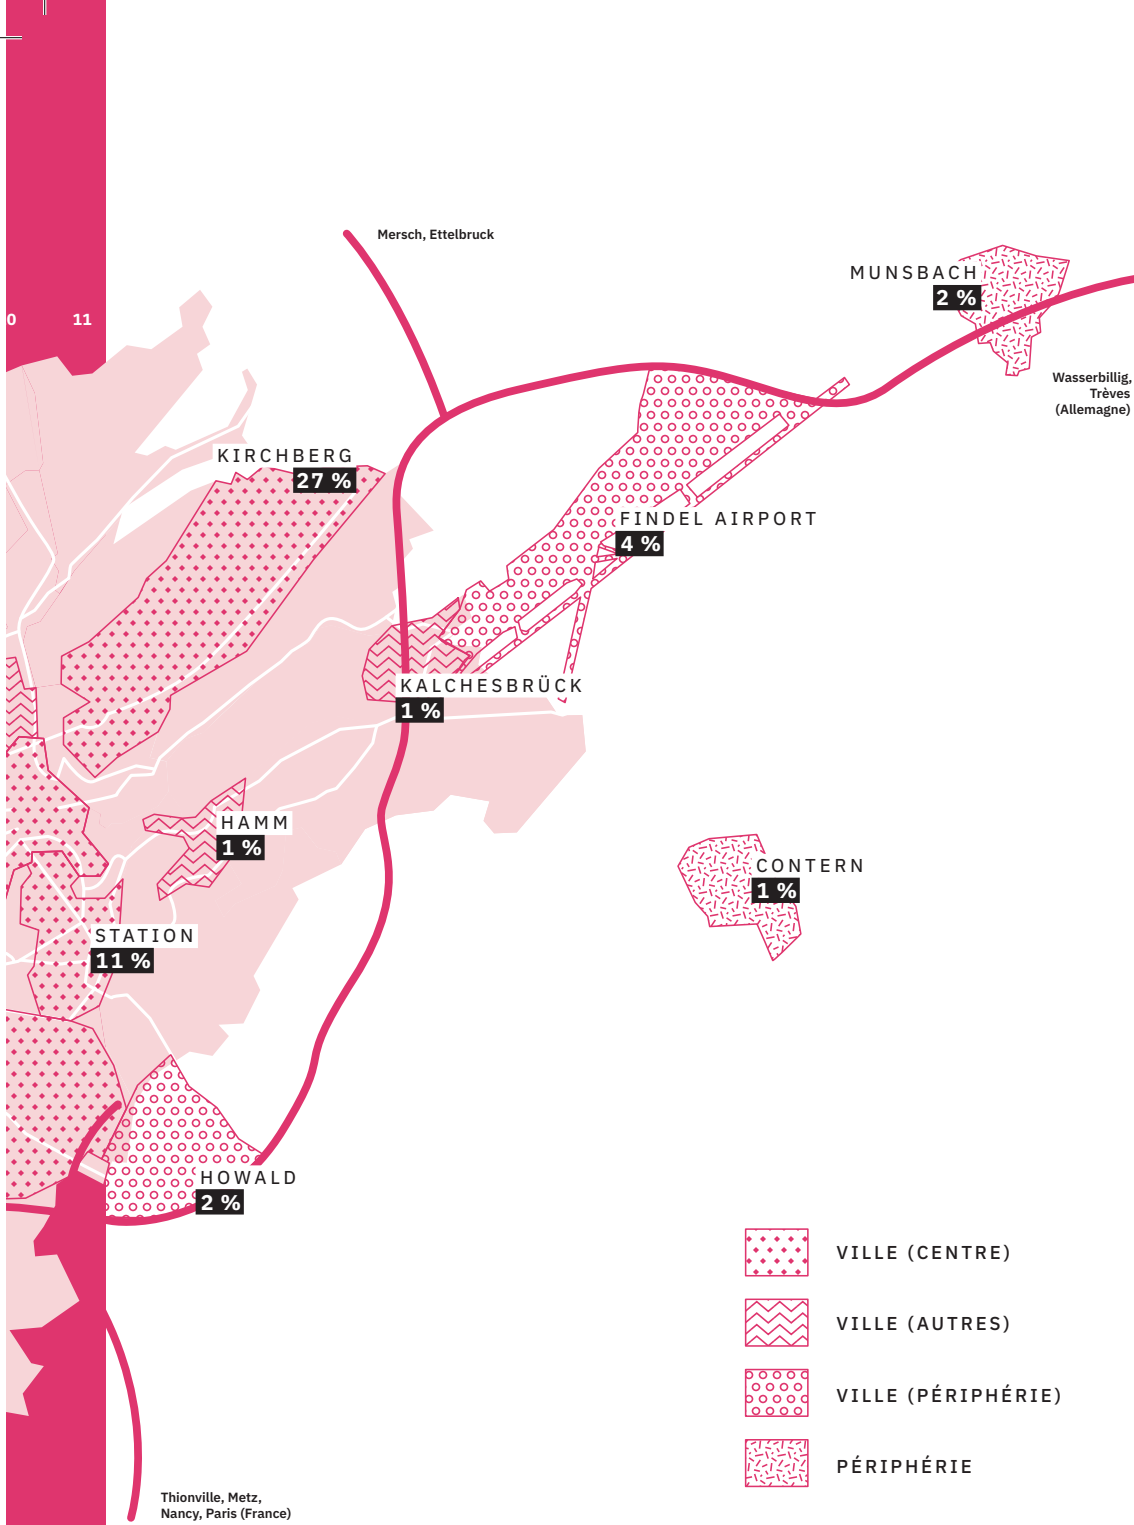 Mersch, Ettelbruck
MUNSBACH
2 %
0
11
Wasserbillig,
Trèves
(Allemagne)
KIRCHBERG
27 %
FINDEL AIRPORT
4 %
KALCHESBRÜCK
1 %
HAMM
1 %
CONTERN
1 %
STATION
11 %
HOWALD
2 %
VILLE (CENTRE)
VILLE (AUTRES)
VILLE (PÉRIPHÉRIE)
PÉRIPHÉRIE
Thionville, Metz,
Nancy, Paris (France)